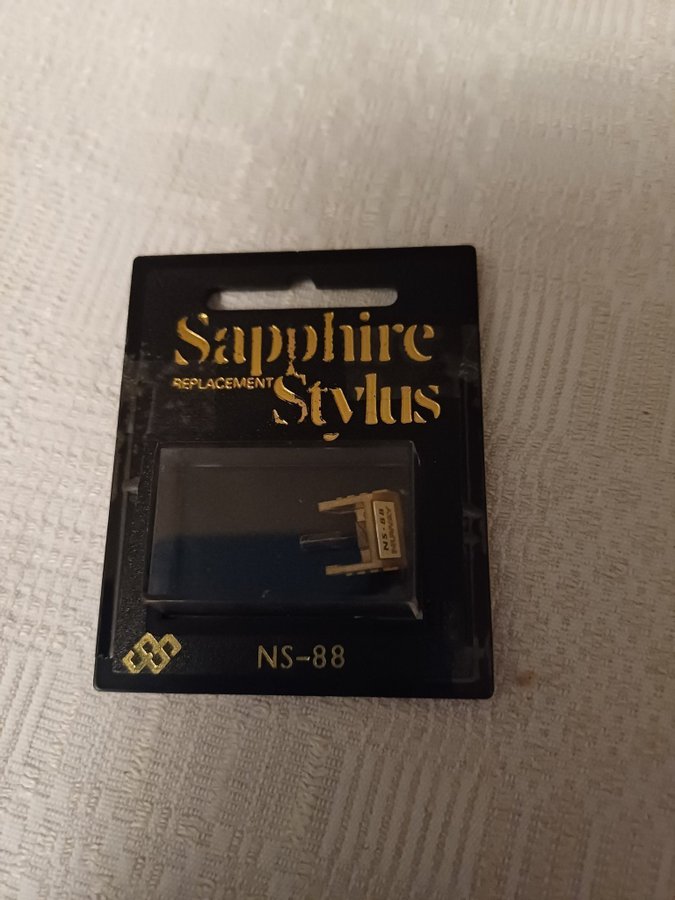 Sapphire
REPLACEMENT
Stylus
NS-88
NS-88